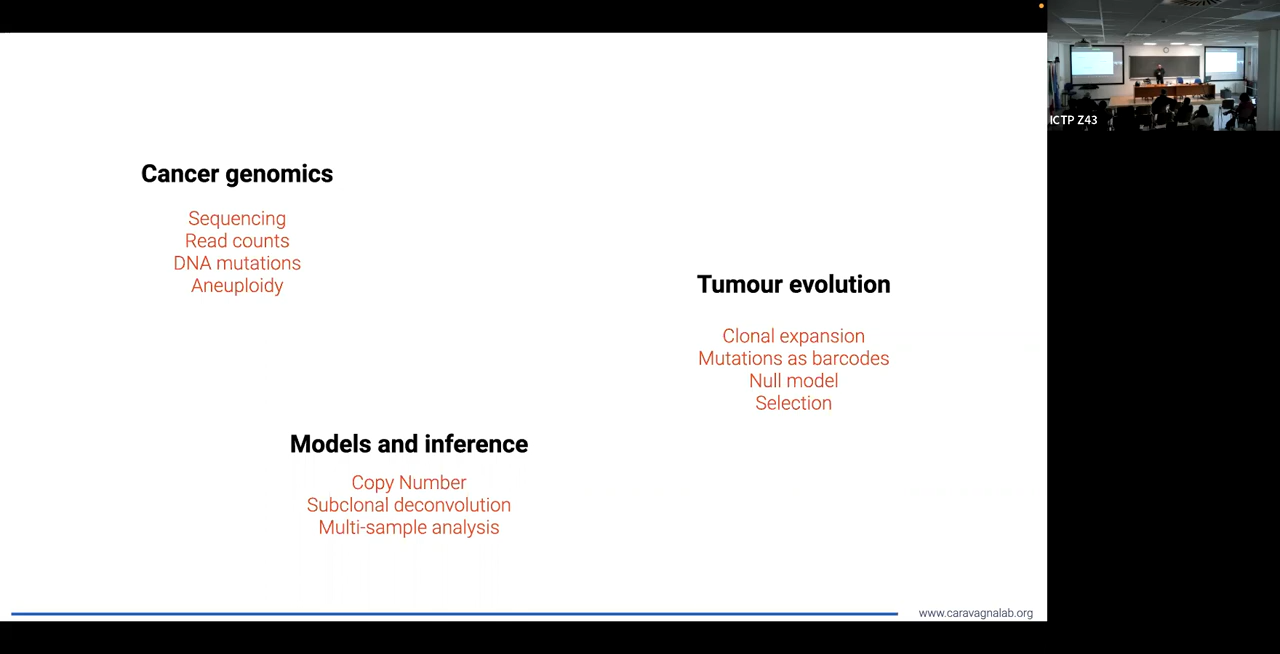 Cancer genomics
Sequencing
Read counts
DNA mutations
Aneuploidy
Tumour evolution
Clonal expansion
Mutations as barcodes
Null model
Selection
Models and inference
Copy Number
Subclonal deconvolution
Multi-sample analysis
www.caravagnalab.org
ICTP Z43